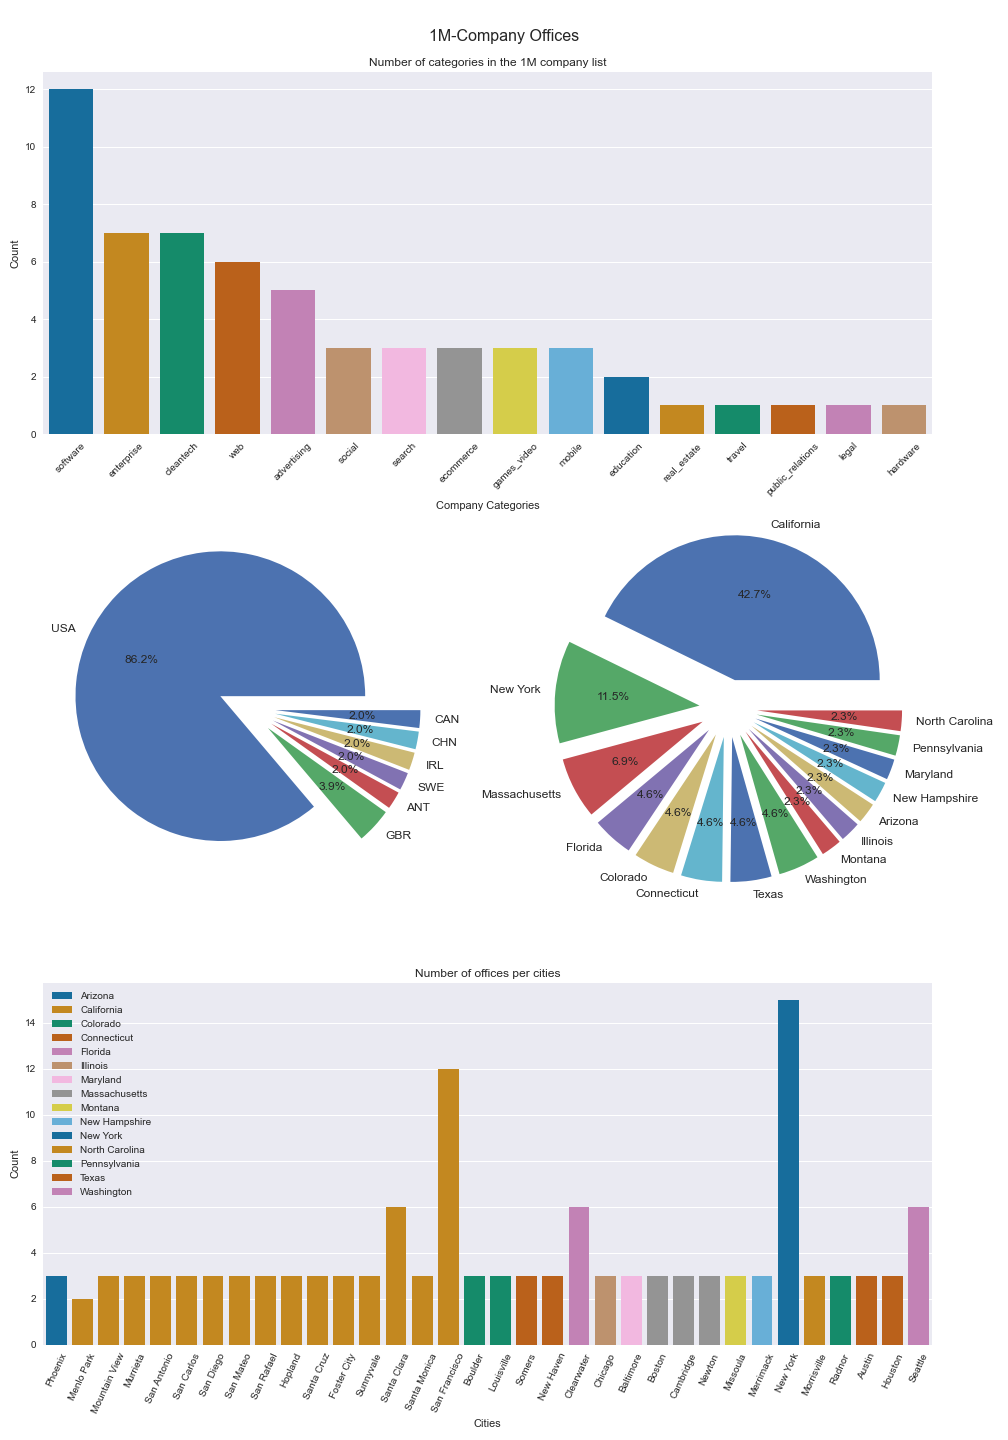 1M-Company Offices
Number of categories in the 1M company list
Count
12
10
8
6
4
2
0
software
enterprise
cleantech
web
advertising
social
search
ecommerce
games_video
mobile
education
real_estate
travel
public_relations
legal
hardware
Company Categories
USA
86.2%
2.0% CAN
2.0% CHN
2.0% IRL
2.0% SWE
2.0% ANT
3.9% GBR
California
42.7%
New York 11.5%
Massachusetts 6.9%
Florida 4.6%
Colorado 4.6%
Connecticut 4.6%
Texas 4.6%
Washington 4.6%
Montana 2.3%
Illinois 2.3%
Arizona 2.3%
New Hampshire 2.3%
Maryland 2.3%
Pennsylvania 2.3%
North Carolina 2.3%
Number of offices per cities
Count
14
12
10
8
6
4
2
0
Arizona
California
Colorado
Connecticut
Florida
Illinois
Maryland
Massachusetts
Montana
New Hampshire
New York
North Carolina
Pennsylvania
Texas
Washington
Phoenix
Menlo Park
Mountain View
Murrieta
San Antonio
San Carlos
San Diego
San Mateo
San Rafael
Hopland
Santa Cruz
Foster City
Sunnyvale
Santa Clara
Santa Monica
San Francisco
Boulder
Louisville
Somers
New Haven
Clearwater
Chicago
Baltimore
Boston
Cambridge
Newton
Missoula
Merrimack
New York
Morrisville
Radnor
Austin
Houston
Seattle
Cities